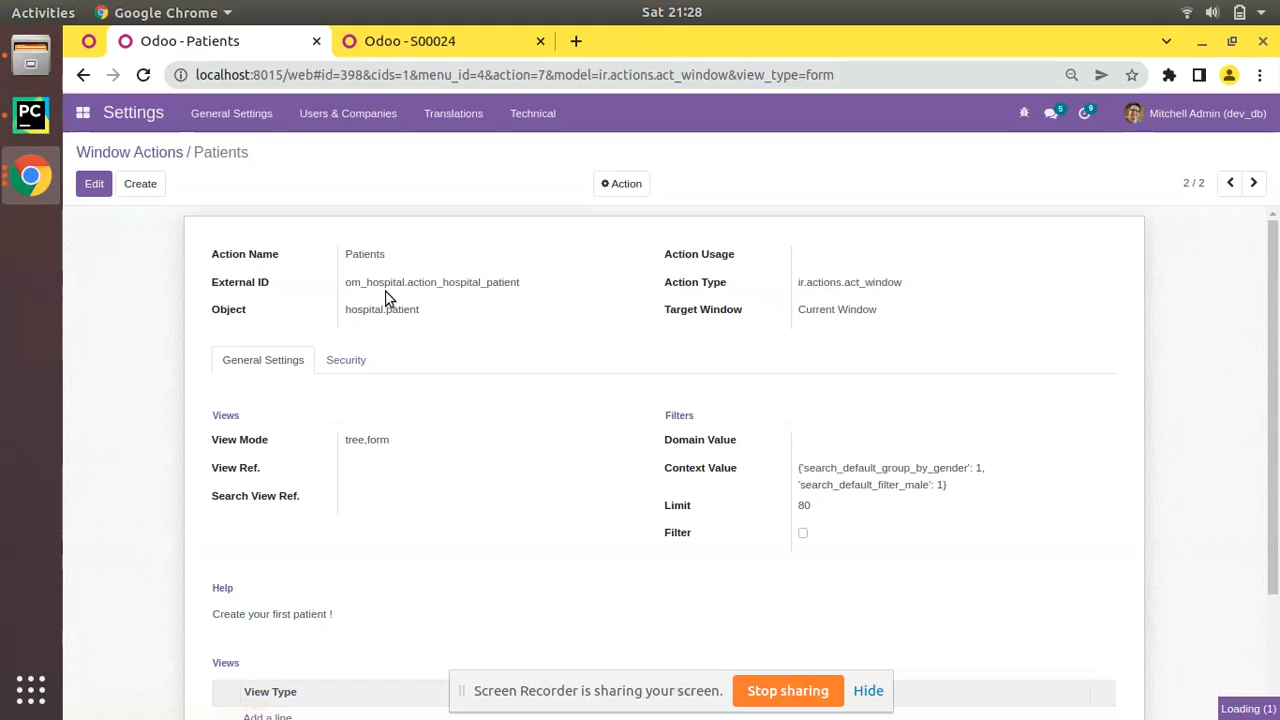 Activities Google Chrome Sat 21:28
Odoo - Patients Odoo - S00024
localhost:8015/web#id=398&cids=1&menu_id=4&action=7&model=ir.actions.act_window&view_type=form
Settings General Settings Users & Companies Translations Technical 5 9 Mitchell Admin (dev_db)
Window Actions / Patients
Edit Create Action 2 / 2
Action Name Patients Action Usage
External ID om_hospital.action_hospital_patient Action Type ir.actions.act_window
Object hospital.patient Target Window Current Window
General Settings Security
Views Filters
View Mode tree,form Domain Value
View Ref. Context Value {'search_default_group_by_gender': 1,
'search_default_filter_male': 1}
Search View Ref. Limit 80
Filter
Help
Create your first patient !
Views
View Type
Add a line
Screen Recorder is sharing your screen. Stop sharing Hide
Loading (1)
PC